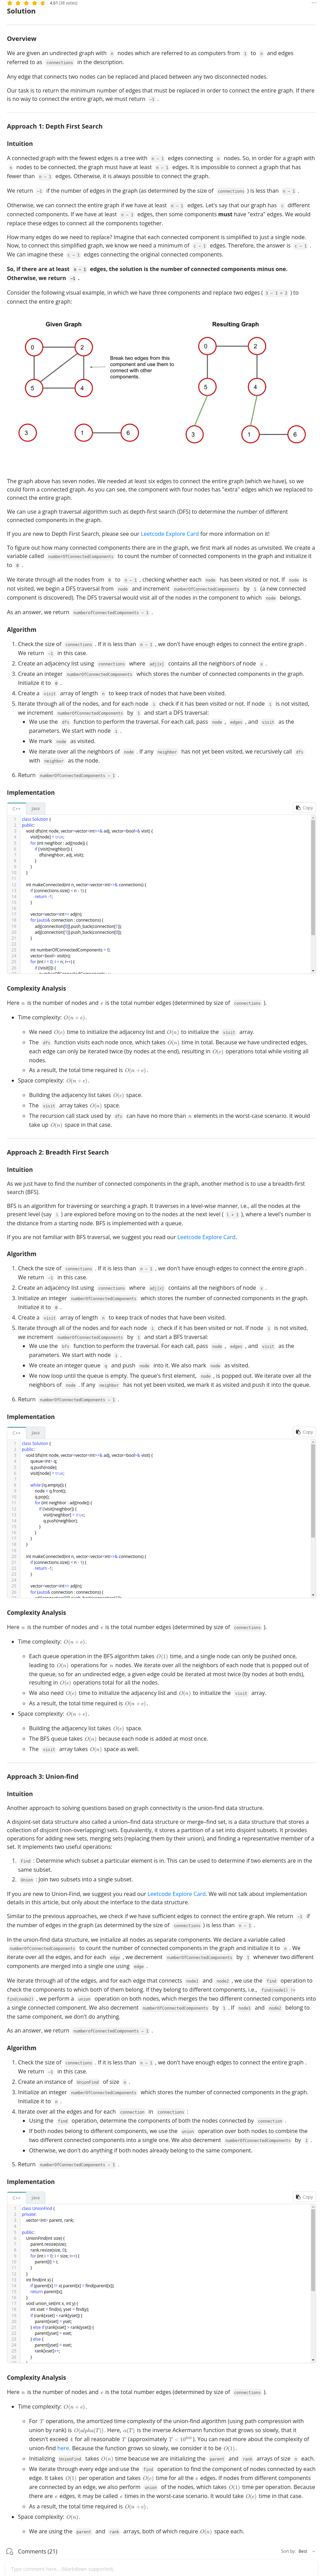 4.61 (38 votes)
Solution
Overview
We are given an undirected graph with n nodes which are referred to as computers from 1 to n and edges
referred to as connections in the description.
Any edge that connects two nodes can be replaced and placed between any two disconnected nodes.
Our task is to return the minimum number of edges that must be replaced in order to connect the entire graph. If there
is no way to connect the entire graph, we must return -1 .
Approach 1: Depth First Search
Intuition
A connected graph with the fewest edges is a tree with n - 1 edges connecting n nodes. So, in order for a graph with
n nodes to be connected, the graph must have at least n - 1 edges. It is impossible to connect a graph that has
fewer than n - 1 edges. Otherwise, it is always possible to connect the graph.
We return -1 if the number of edges in the graph (as determined by the size of connections ) is less than n - 1 .
Otherwise, we can connect the entire graph if we have at least n - 1 edges. Let's say that our graph has c different
connected components. If we have at least n - 1 edges, then some components must have "extra" edges. We would
replace these edges to connect all the components together.
How many edges do we need to replace? Imagine that each connected component is simplified to just a single node.
Now, to connect this simplified graph, we know that we need a minimum of c - 1 edges. Therefore, the answer is c - 1 .
We can imagine these c - 1 edges connecting the original connected components.
So, if there are at least n - 1 edges, the solution is the number of connected components minus one.
Otherwise, we return -1 .
Consider the following visual example, in which we have three components and replace two edges ( 3 - 1 = 2 ) to
connect the entire graph:
Given Graph
Resulting Graph
0
2
Break two edges from this
component and use them to
connect with other
components.
5
4
3
1
6
0
2
5
4
3
1
6
The graph above has seven nodes. We needed at least six edges to connect the entire graph (which we have), so we
can form a connected graph. As you can see, the component with four nodes has "extra" edges which we replaced to
connect the entire graph.
We can use a graph traversal algorithm such as depth-first search (DFS) to determine the number of different
connected components in the graph.
If you are new to Depth First Search, please see our Leetcode Explore Card for more information on it!
To figure out how many connected components there are in the graph, we first mark all nodes as unvisited. We create a
variable called numberOfConnectedComponents to count the number of connected components in the graph and initialize it
to 0 .
We iterate through all the nodes from 0 to n - 1 , checking whether each node has been visited or not. If node is
not visited, we begin a DFS traversal from node and increment numberOfConnectedComponents by 1 (a new connected
component is discovered). The DFS traversal would visit all of the nodes in the component to which node belongs.
As an answer, we return numberofConnectedComponents - 1 .
Algorithm
1. Check the size of connections . If it is less than n - 1 , we don't have enough edges to connect the entire graph .
We return -1 in this case.
2. Create an adjacency list using connections where adj[x] contains all the neighbors of node x .
3. Create an integer numberOfConnectedComponents which stores the number of connected components in the graph.
Initialize it to 0 .
4. Create a visit array of length n to keep track of nodes that have been visited.
5. Iterate through all of the nodes, and for each node i check if it has been visited or not. If node i is not visited,
we increment numberOfConnectedComponents by 1 and start a DFS traversal:
We use the dfs function to perform the traversal. For each call, pass node , edges , and visit as the
parameters. We start with node i .
We mark node as visited.
We iterate over all the neighbors of node . If any neighbor has not yet been visited, we recursively call dfs
with neighbor as the node.
6. Return numberOfConnectedComponents - 1 .
Implementation
C++ Java Copy
1 class Solution {
2 public:
3 void dfs(int node, vector<vector<int>>& adj, vector<bool>& visit) {
4 visit[node] = true;
5 for (int neighbor : adj[node]) {
6 if (!visit[neighbor]) {
7 dfs(neighbor, adj, visit);
8 }
9 }
10 }
11
12 int makeConnected(int n, vector<vector<int>>& connections) {
13 if (connections.size() < n - 1) {
14 return -1;
15 }
16
17 vector<vector<int>> adj(n);
18 for (auto& connection : connections) {
19 adj[connection[0]].push_back(connection[1]);
20 adj[connection[1]].push_back(connection[0]);
21 }
22
23 int numberOfConnectedComponents = 0;
24 vector<bool> visit(n);
25 for (int i = 0; i < n; i++) {
26 if (!visit[i]) {
Complexity Analysis
Here n is the number of nodes and e is the total number edges (determined by size of connections ).
Time complexity: O(n + e).
We need O(e) time to initialize the adjacency list and O(n) to initialize the visit array.
The dfs function visits each node once, which takes O(n) time in total. Because we have undirected edges,
each edge can only be iterated twice (by nodes at the end), resulting in O(e) operations total while visiting all
nodes.
As a result, the total time required is O(n + e).
Space complexity: O(n + e).
Building the adjacency list takes O(e) space.
The visit array takes O(n) space.
The recursion call stack used by dfs can have no more than n elements in the worst-case scenario. It would
take up O(n) space in that case.
Approach 2: Breadth First Search
Intuition
As we just have to find the number of connected components in the graph, another method is to use a breadth-first
search (BFS).
BFS is an algorithm for traversing or searching a graph. It traverses in a level-wise manner, i.e., all the nodes at the
present level (say l ) are explored before moving on to the nodes at the next level ( l + 1 ), where a level's number is
the distance from a starting node. BFS is implemented with a queue.
If you are not familiar with BFS traversal, we suggest you read our Leetcode Explore Card.
Algorithm
1. Check the size of connections . If it is less than n - 1 , we don't have enough edges to connect the entire graph .
We return -1 in this case.
2. Create an adjacency list using connections where adj[x] contains all the neighbors of node x .
3. Initialize an integer numberOfConnectedComponents which stores the number of connected components in the graph.
Initialize it to 0 .
4. Create a visit array of length n to keep track of nodes that have been visited.
5. Iterate through all of the nodes and for each node i check if it has been visited or not. If node i is not visited,
we increment numberOfConnectedComponents by 1 and start a BFS traversal:
We use the bfs function to perform the traversal. For each call, pass node , edges , and visit as the
parameters. We start with node i .
We create an integer queue q and push node into it. We also mark node as visited.
We now loop until the queue is empty. The queue's first element, node , is popped out. We iterate over all the
neighbors of node . If any neighbor has not yet been visited, we mark it as visited and push it into the queue.
6. Return numberOfConnectedComponents - 1 .
Implementation
C++ Java Copy
1 class Solution {
2 public:
3 void bfs(int node, vector<vector<int>>& adj, vector<bool>& visit) {
4 queue<int> q;
5 q.push(node);
6 visit[node] = true;
7
8 while (!q.empty()) {
9 node = q.front();
10 q.pop();
11 for (int neighbor : adj[node]) {
12 if (!visit[neighbor]) {
13 visit[neighbor] = true;
14 q.push(neighbor);
15 }
16 }
17 }
18 }
19
20 int makeConnected(int n, vector<vector<int>>& connections) {
21 if (connections.size() < n - 1) {
22 return -1;
23 }
24
25 vector<vector<int>> adj(n);
26 for (auto& connection : connections) {
Complexity Analysis
Here n is the number of nodes and e is the total number edges (determined by size of connections ).
Time complexity: O(n + e).
Each queue operation in the BFS algorithm takes O(1) time, and a single node can only be pushed once,
leading to O(n) operations for n nodes. We iterate over all the neighbors of each node that is popped out of
the queue, so for an undirected edge, a given edge could be iterated at most twice (by nodes at both ends),
resulting in O(e) operations total for all the nodes.
We also need O(e) time to initialize the adjacency list and O(n) to initialize the visit array.
As a result, the total time required is O(n + e).
Space complexity: O(n + e).
Building the adjacency list takes O(e) space.
The BFS queue takes O(n) because each node is added at most once.
The visit array takes O(n) space as well.
Approach 3: Union-find
Intuition
Another approach to solving questions based on graph connectivity is the union-find data structure.
A disjoint-set data structure also called a union–find data structure or merge–find set, is a data structure that stores a
collection of disjoint (non-overlapping) sets. Equivalently, it stores a partition of a set into disjoint subsets. It provides
operations for adding new sets, merging sets (replacing them by their union), and finding a representative member of a
set. It implements two useful operations:
1. Find : Determine which subset a particular element is in. This can be used to determine if two elements are in the
same subset.
2. Union : Join two subsets into a single subset.
If you are new to Union-Find, we suggest you read our Leetcode Explore Card. We will not talk about implementation
details in this article, but only about the interface to the data structure.
Similar to the previous approaches, we check if we have sufficient edges to connect the entire graph. We return -1 if
the number of edges in the graph (as determined by the size of connections ) is less than n - 1 .
In the union-find data structure, we initialize all nodes as separate components. We declare a variable called
numberOfConnectedComponents to count the number of connected components in the graph and initialize it to n . We
iterate over all the edges, and for each edge , we decrement numberOfConnectedComponents by 1 whenever two different
components are merged into a single one using edge .
We iterate through all of the edges, and for each edge that connects node1 and node2 , we use the find operation to
check the components to which both of them belong. If they belong to different components, i.e., find(node1) !=
find(node2) , we perform a union operation on both nodes, which merges the two different connected components into
a single connected component. We also decrement numberOfConnectedComponents by 1 . If node1 and node2 belong to
the same component, we don't do anything.
As an answer, we return numberofConnectedComponents - 1 .
Algorithm
1. Check the size of connections . If it is less than n - 1 , we don't have enough edges to connect the entire graph .
We return -1 in this case.
2. Create an instance of UnionFind of size n .
3. Initialize an integer numberOfConnectedComponents which stores the number of connected components in the graph.
Initialize it to n .
4. Iterate over all the edges and for each connection in connections :
Using the find operation, determine the components of both the nodes connected by connection .
If both nodes belong to different components, we use the union operation over both nodes to combine the
two different connected components into a single one. We also decrement numberOfConnectedComponents by 1 .
Otherwise, we don't do anything if both nodes already belong to the same component.
5. Return numberOfConnectedComponents - 1 .
Implementation
C++ Java Copy
1 class UnionFind {
2 private:
3 vector<int> parent, rank;
4
5 public:
6 UnionFind(int size) {
7 parent.resize(size);
8 rank.resize(size, 0);
9 for (int i = 0; i < size; i++) {
10 parent[i] = i;
11 }
12 }
13 int find(int x) {
14 if (parent[x] != x) parent[x] = find(parent[x]);
15 return parent[x];
16 }
17 void union_set(int x, int y) {
18 int xset = find(x), yset = find(y);
19 if (rank[xset] < rank[yset]) {
20 parent[xset] = yset;
21 } else if (rank[xset] > rank[yset]) {
22 parent[yset] = xset;
23 } else {
24 parent[yset] = xset;
25 rank[xset]++;
26 }
Complexity Analysis
Here n is the number of nodes and e is the total number edges (determined by size of connections ).
Time complexity: O(n + e).
For T operations, the amortized time complexity of the union-find algorithm (using path compression with
union by rank) is O(alpha(T)). Here, α(T) is the inverse Ackermann function that grows so slowly, that it
doesn't exceed 4 for all reasonable T (approximately T < 10^600). You can read more about the complexity of
union-find here. Because the function grows so slowly, we consider it to be O(1).
Initializing UnionFind takes O(n) time beacuse we are initializing the parent and rank arrays of size n each.
We iterate through every edge and use the find operation to find the component of nodes connected by each
edge. It takes O(1) per operation and takes O(e) time for all the e edges. If nodes from different components
are connected by an edge, we also perform union of the nodes, which takes O(1) time per operation. Because
there are e edges, it may be called e times in the worst-case scenario. It would take O(e) time in that case.
As a result, the total time required is O(n + e).
Space complexity: O(n).
We are using the parent and rank arrays, both of which require O(n) space each.
Comments (21)
Sort by: Best
Type comment here... (Markdown supported)